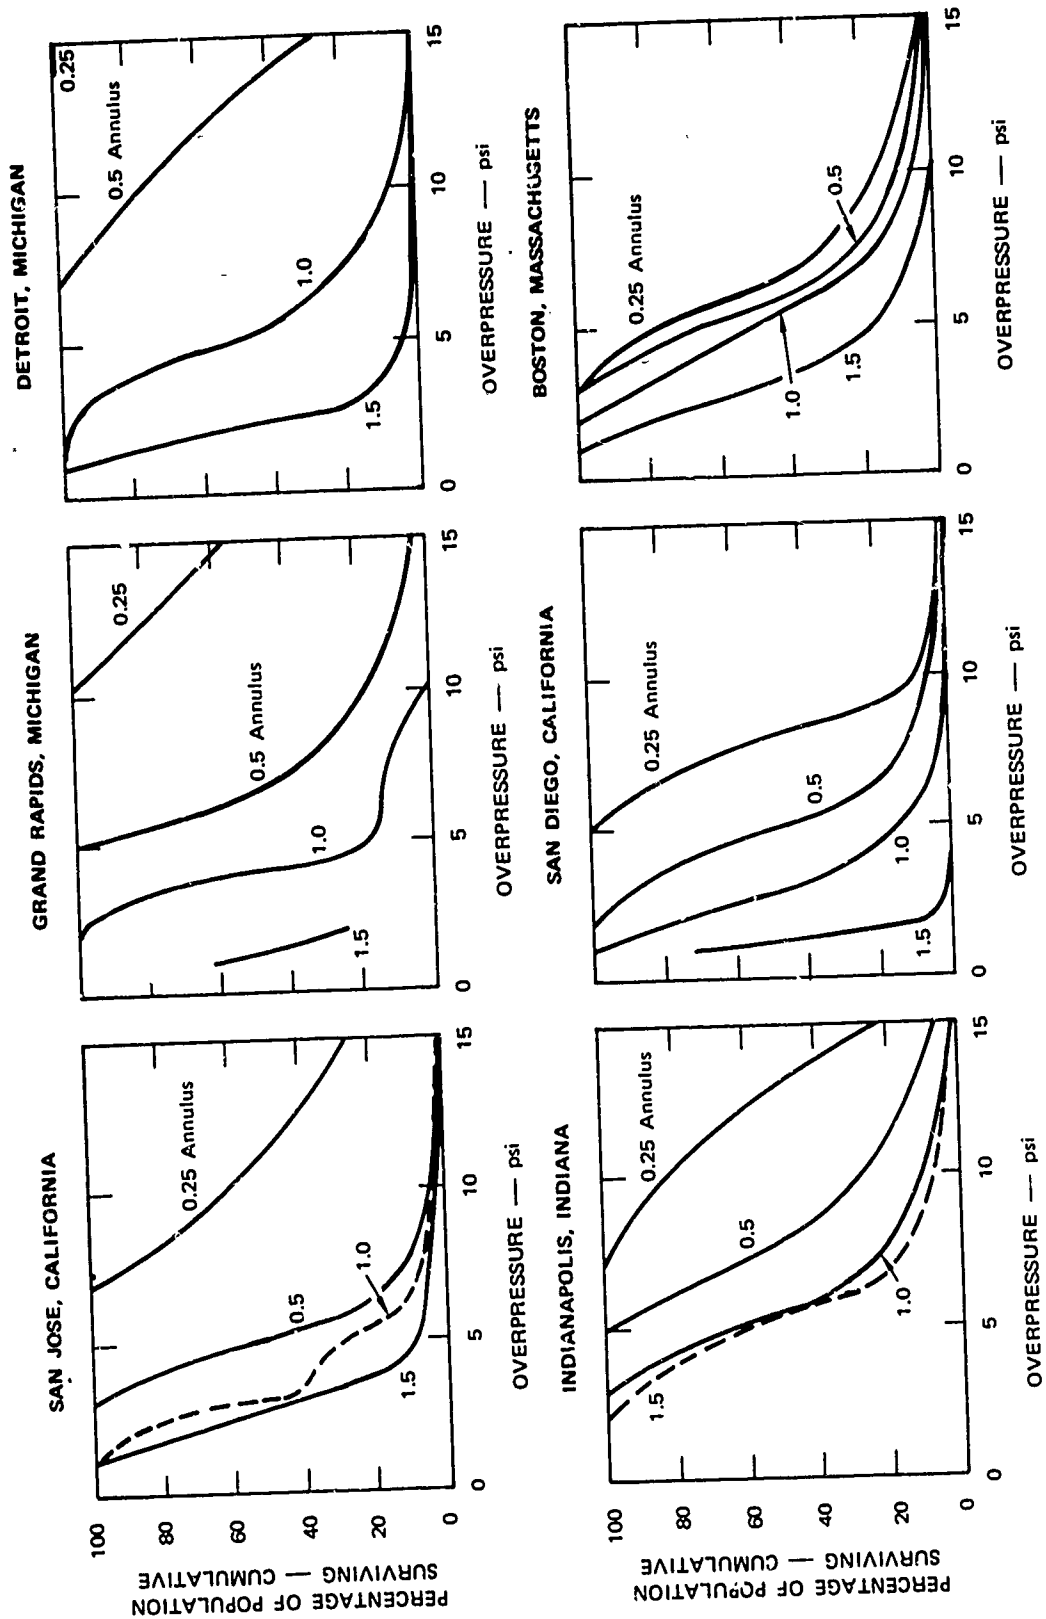 SAN JOSE, CALIFORNIA
PERCENTAGE OF POPULATION
SURVIVING — CUMULATIVE
100
80
60
40
20
0
0.25 Annulus
0.5
1.0
1.5
0
5
10
15
OVERPRESSURE — psi
GRAND RAPIDS, MICHIGAN
0.25
0.5 Annulus
1.0
1.5
0
5
10
15
OVERPRESSURE — psi
DETROIT, MICHIGAN
0.25
0.5 Annulus
1.0
1.5
0
5
10
15
OVERPRESSURE — psi
INDIANAPOLIS, INDIANA
PERCENTAGE OF POPULATION
SURVIVING — CUMULATIVE
100
80
60
40
20
0
0.25 Annulus
0.5
1.5
1.0
0
5
10
15
OVERPRESSURE — psi
SAN DIEGO, CALIFORNIA
0.25 Annulus
0.5
1.0
1.5
0
5
10
15
OVERPRESSURE — psi
BOSTON, MASSACHUSETTS
0.25 Annulus
0.5
1.0
1.5
0
5
10
15
OVERPRESSURE — psi